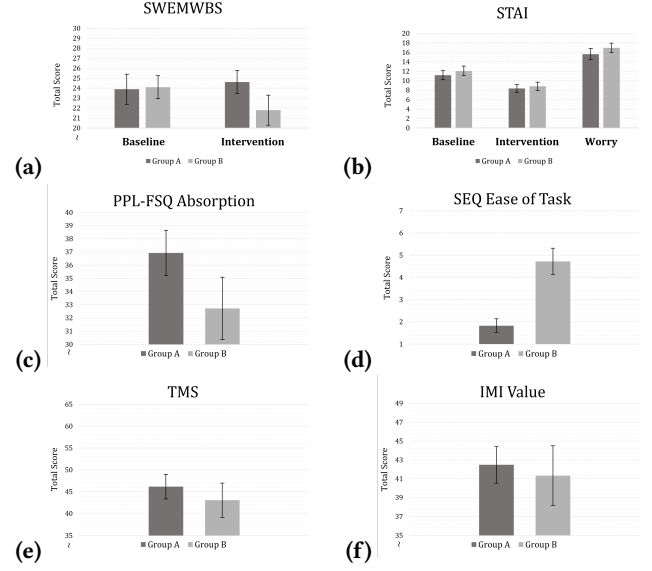 SWEMWBS
Total Score
30
29
28
27
26
25
24
23
22
21
20
~
Baseline
Intervention
Group A
Group B
(a)
STAI
Total Score
20
18
16
14
12
10
8
6
4
2
0
Baseline
Intervention
Worry
Group A
Group B
(b)
PPL-FSQ Absorption
Total Score
40
39
38
37
36
35
34
33
32
31
30
~
Group A
Group B
(c)
SEQ Ease of Task
Total Score
7
6
5
4
3
2
1
Group A
Group B
(d)
TMS
Total Score
65
60
55
50
45
40
35
~
Group A
Group B
(e)
IMI Value
Total Score
49
47
45
43
41
39
37
35
~
Group A
Group B
(f)